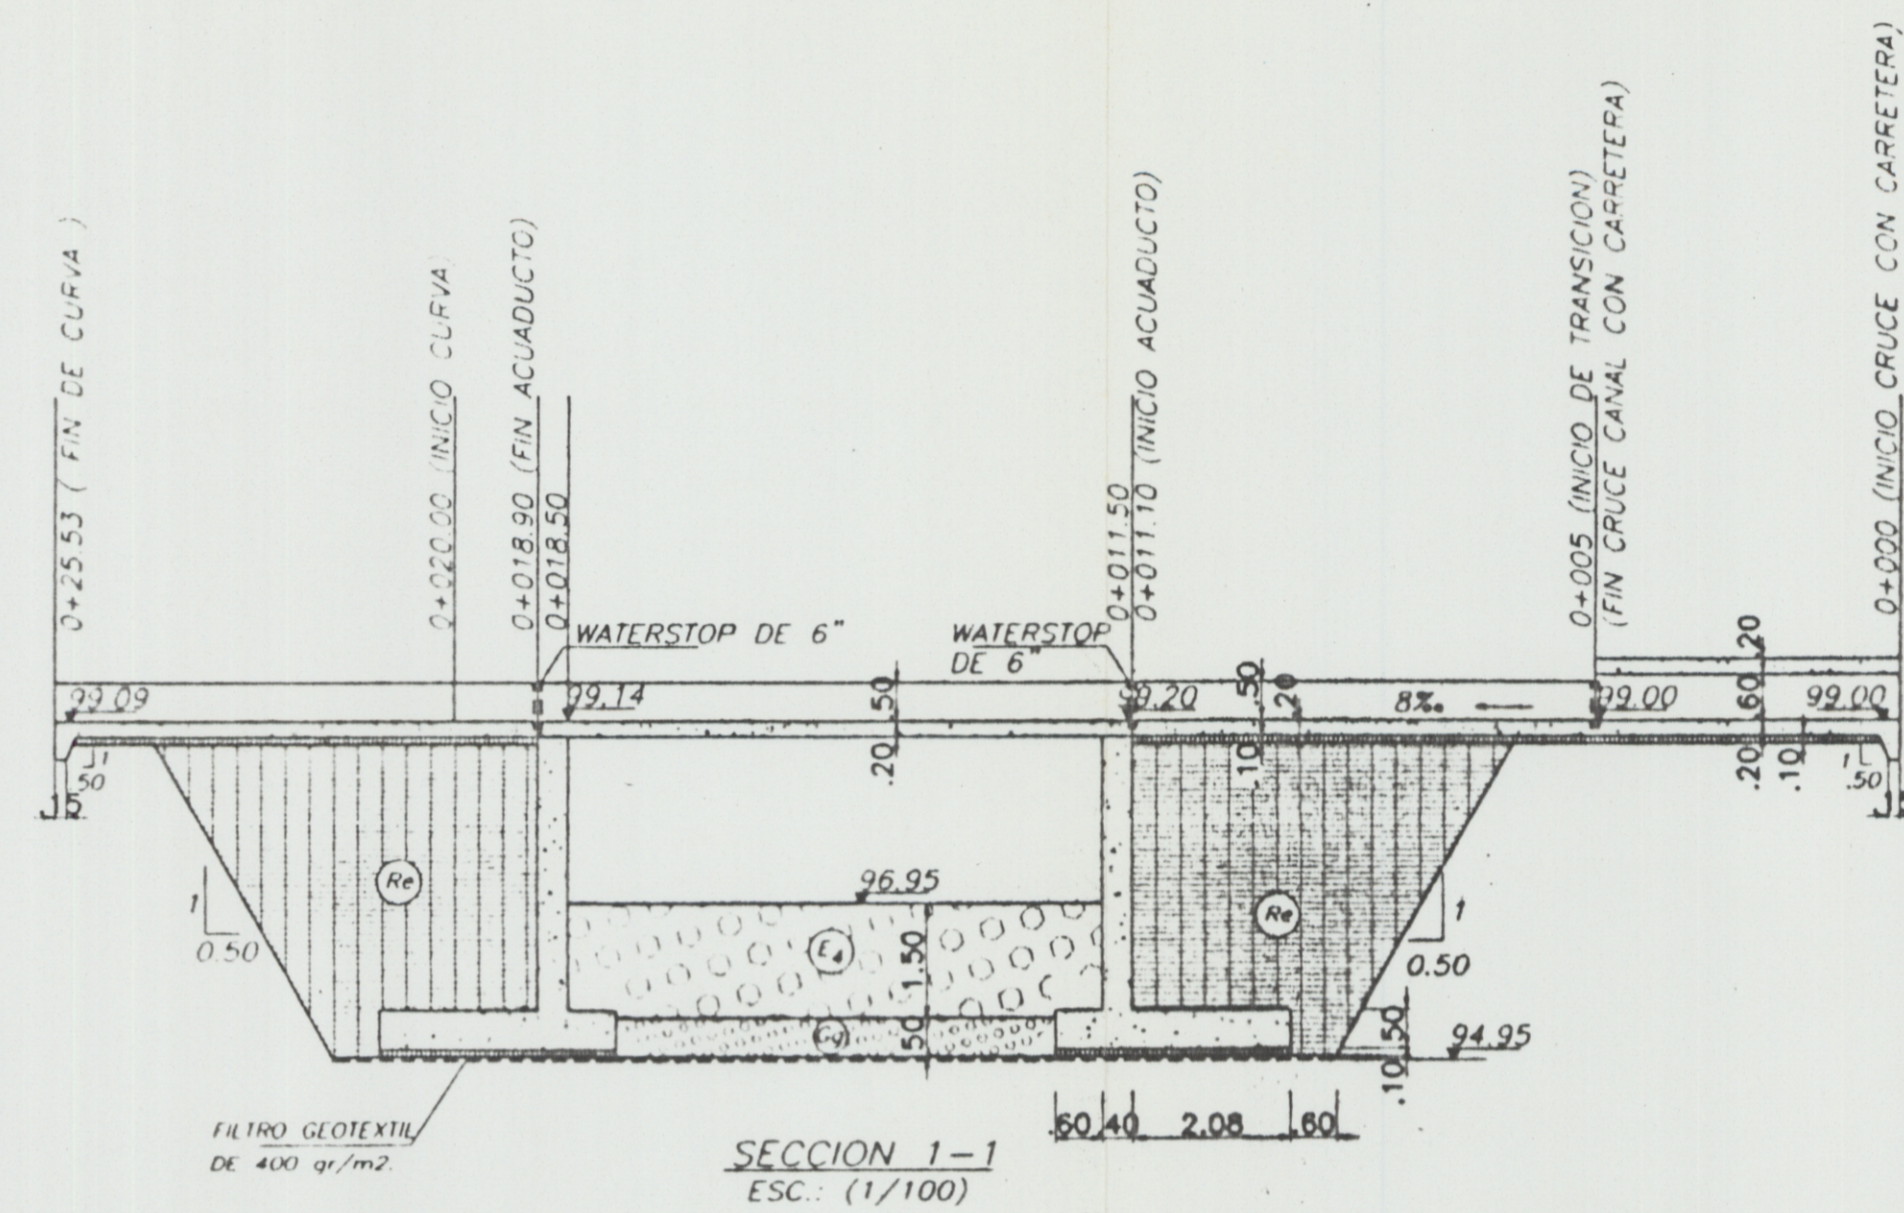 0+25.53 ( FIN DE CURVA )
0+020.00 (INICIO CURVA)
0+018.90 (FIN ACUADUCTO)
0+018.50
0+011.50
0+011.10 (INICIO ACUADUCTO)
0+005 (INICIO DE TRANSICION)
(FIN CRUCE CANAL CON CARRETERA)
0+000 (INICIO CRUCE CON CARRETERA)
WATERSTOP DE 6"
WATERSTOP
DE 6"
99.09
99.14
.50
.20
9.20
.50
.20
.10
8‰
99.00
.20
.60
.20
.10
99.00
1
.50
.15
1
.50
Re
1
0.50
96.95
E4
1.50
.50
Gg
Re
1
0.50
.50
.10
94.95
.60
.40
2.08
.60
FILTRO GEOTEXTIL
DE 400 gr/m2.
SECCION 1-1
ESC.: (1/100)